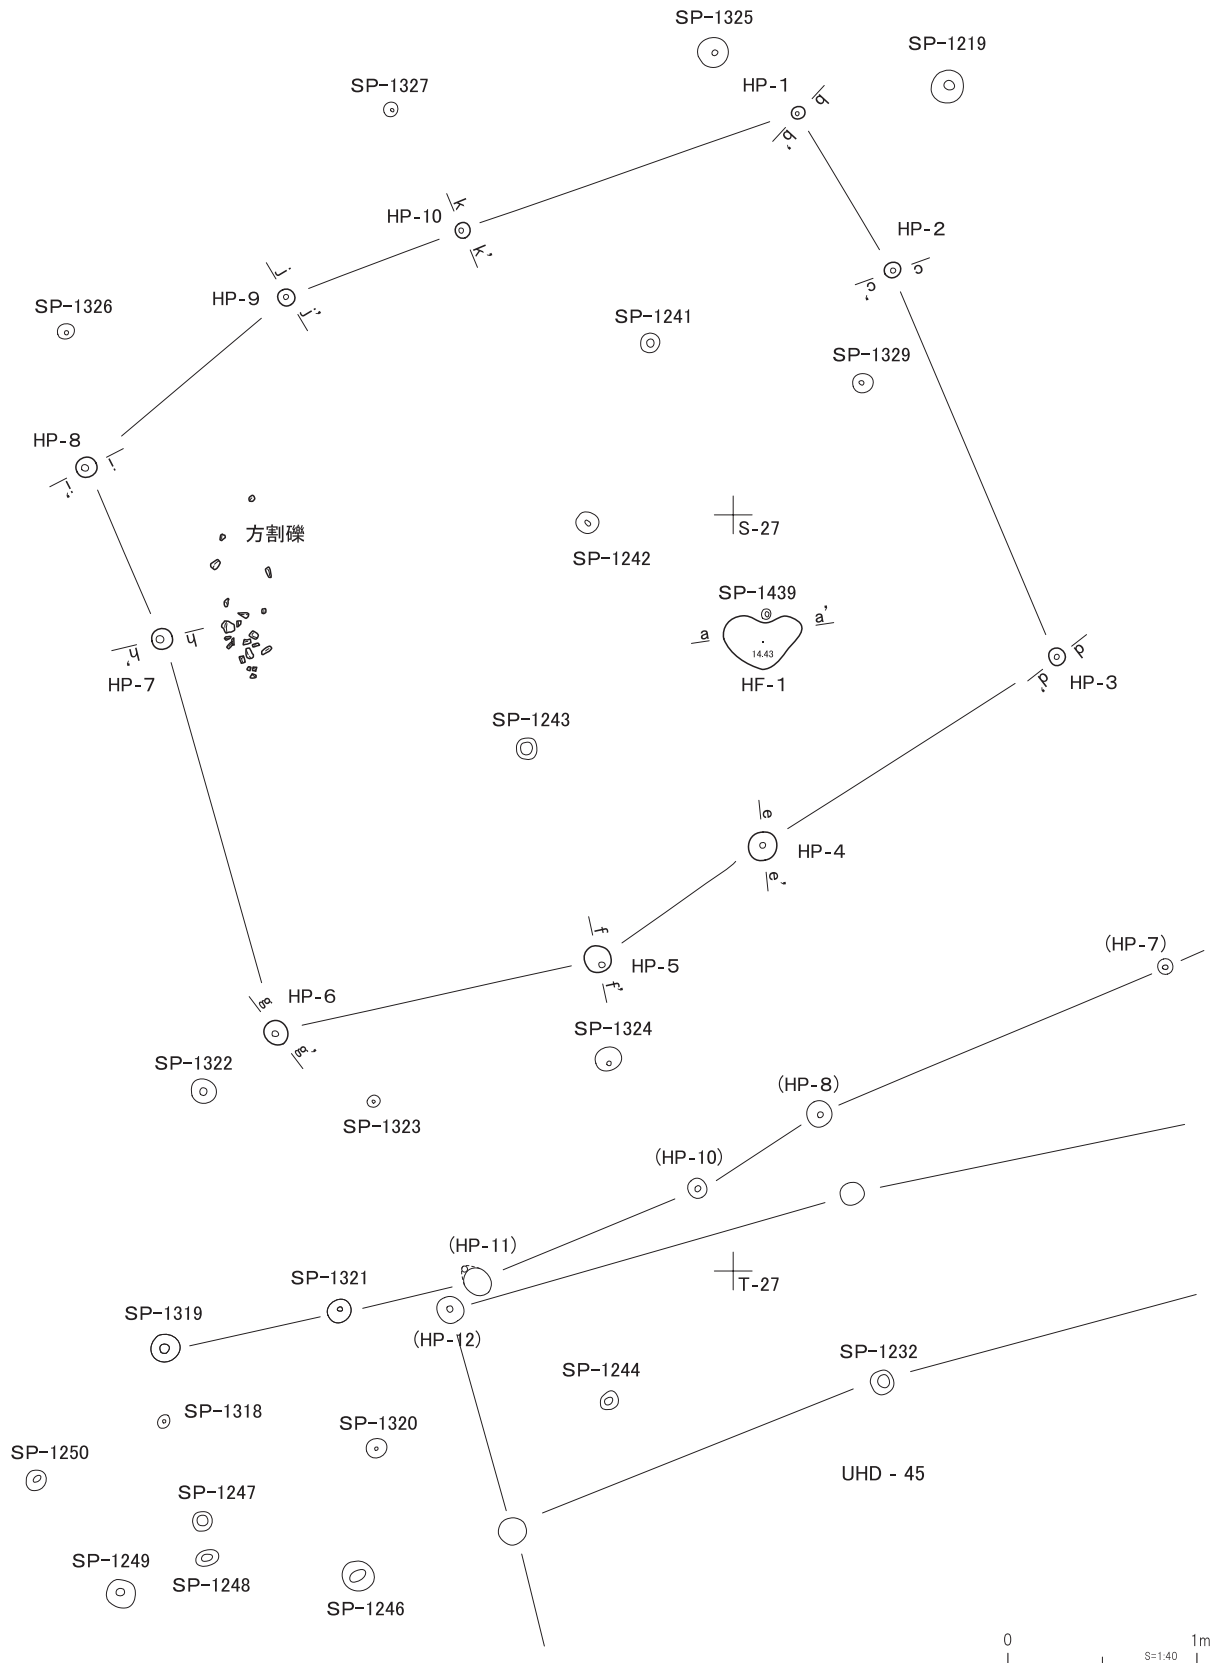 SP-1325
SP-1219
SP-1327
HP-1
b
b'
HP-10
k
k'
HP-2
c
c'
HP-9
j
j'
SP-1326
SP-1241
SP-1329
HP-8
i
i'
方割礫
S-27
SP-1242
SP-1439
a
a'
14.43
HF-1
h
h'
HP-7
d
d'
HP-3
SP-1243
e
e'
HP-4
f
f'
HP-5
(HP-7)
g
g'
HP-6
SP-1324
SP-1322
SP-1323
(HP-8)
(HP-10)
(HP-11)
T-27
SP-1321
SP-1319
(HP-12)
SP-1232
SP-1244
SP-1318
SP-1320
SP-1250
UHD - 45
SP-1247
SP-1249
SP-1248
SP-1246
0
1m
S=1:40